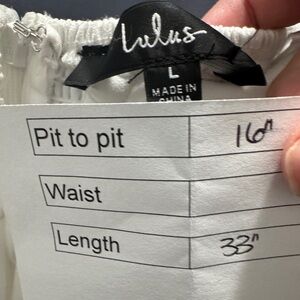 Lulus
L
MADE IN
CHINA
Pit to pit 16"
Waist
Length 33"